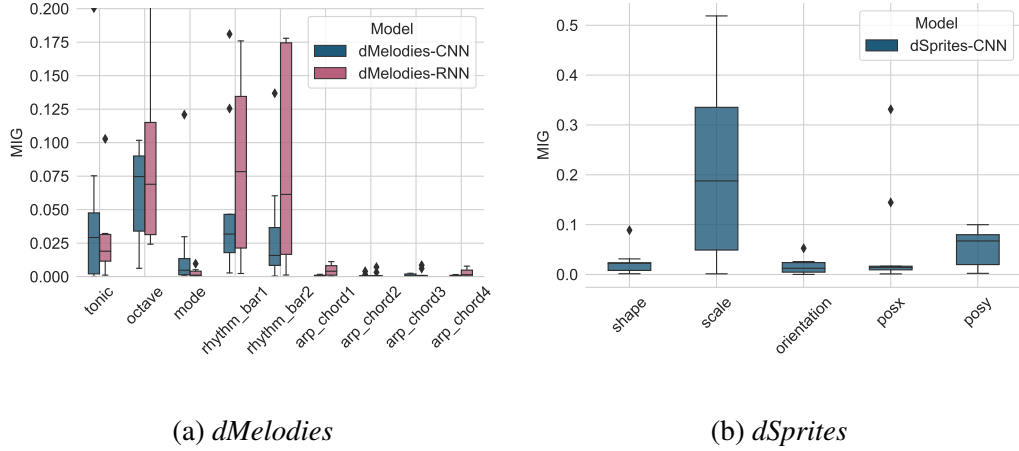 0.200
0.175
0.150
0.125
0.100
0.075
0.050
0.025
0.000
MIG
Model
dMelodies-CNN
dMelodies-RNN
tonic
octave
mode
rhythm_bar1
rhythm_bar2
arp_chord1
arp_chord2
arp_chord3
arp_chord4
(a) dMelodies
0.5
0.4
0.3
0.2
0.1
0.0
MIG
Model
dSprites-CNN
shape
scale
orientation
posx
posy
(b) dSprites